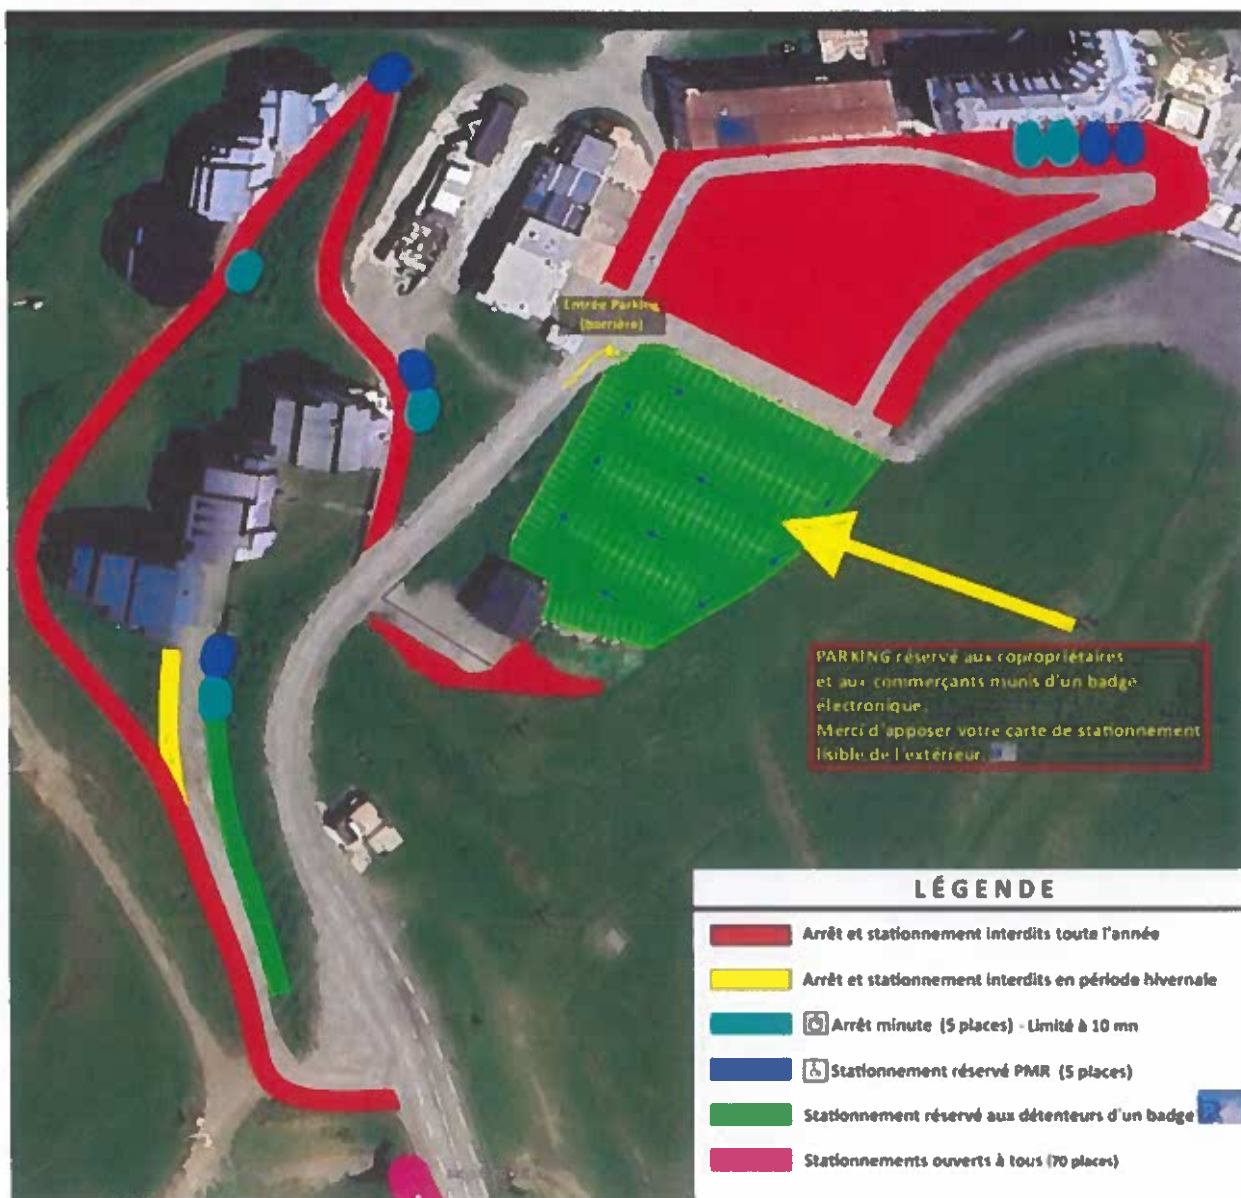 Entrée Parking
(barrière)
PARKING réservé aux copropriétaires
et aux commerçants munis d'un badge
électronique.
Merci d'apposer votre carte de stationnement
lisible de l'extérieur.
LÉGENDE
Arrêt et stationnement interdits toute l'année
Arrêt et stationnement interdits en période hivernale
Arrêt minute (5 places) - Limité à 10 mn
Stationnement réservé PMR (5 places)
Stationnement réservé aux détenteurs d'un badge
Stationnements ouverts à tous (70 places)